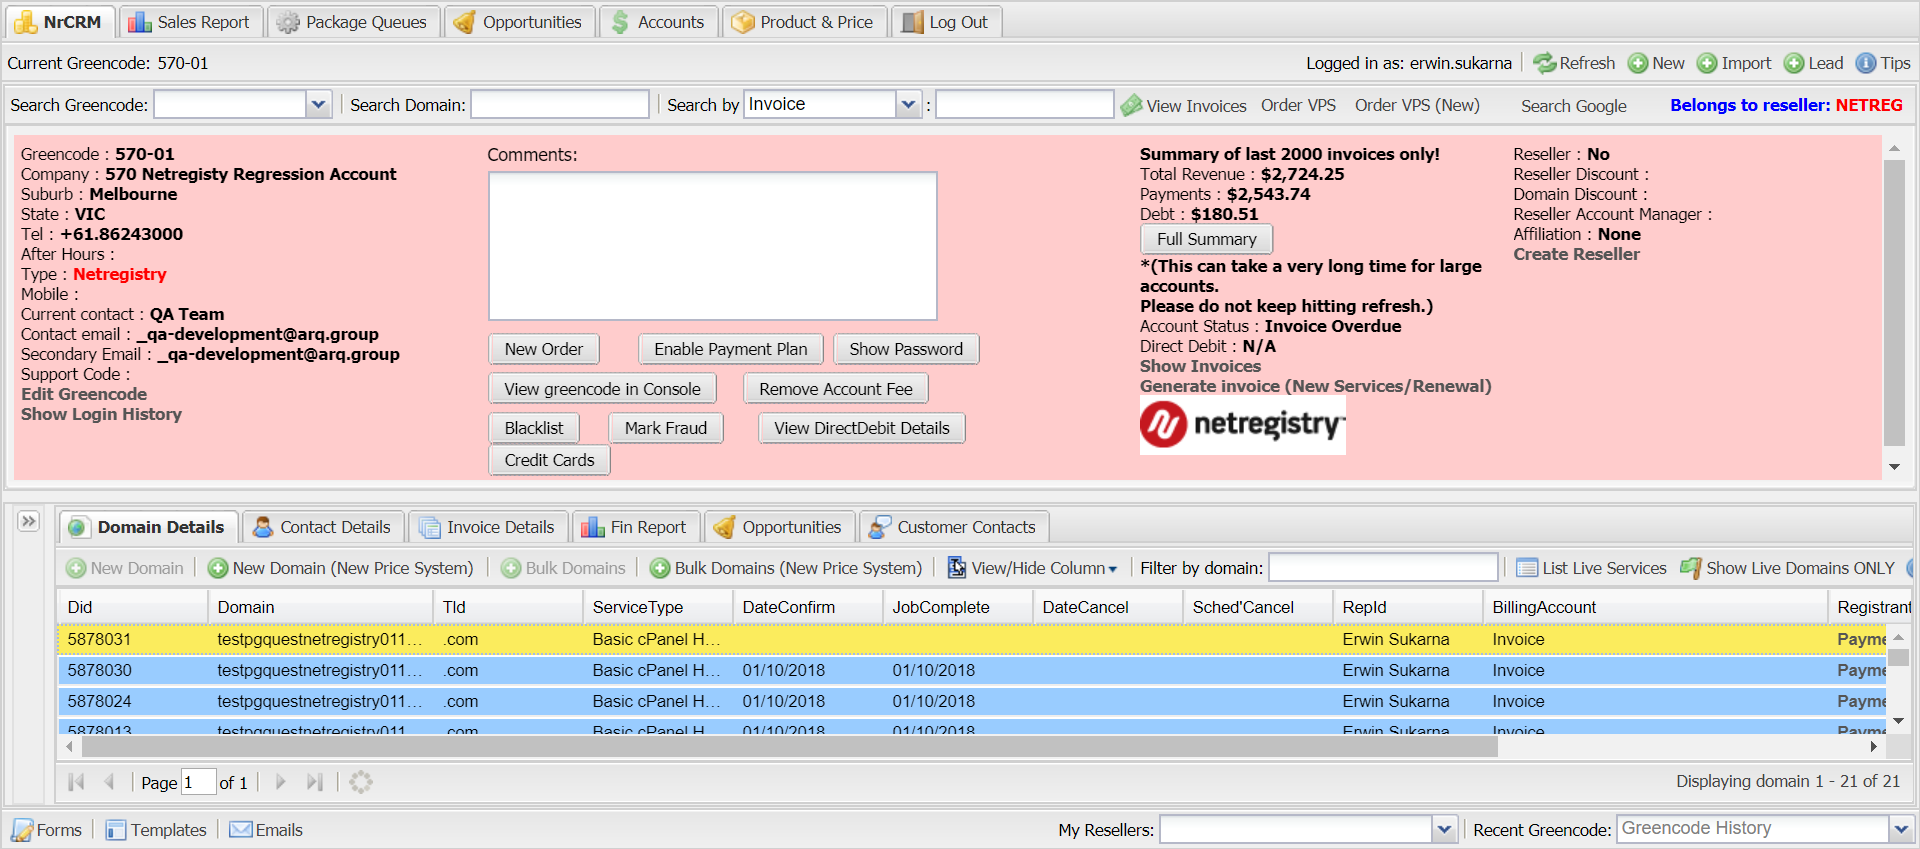 NrCRM Sales Report Package Queues Opportunities Accounts Product & Price Log Out
Current Greencode: 570-01 Logged in as: erwin.sukarna Refresh New Import Lead Tips
Search Greencode: Search Domain: Search by Invoice : View Invoices Order VPS Order VPS (New) Search Google Belongs to reseller: NETREG
Greencode : 570-01
Company : 570 Netregisty Regression Account
Suburb : Melbourne
State : VIC
Tel : +61.86243000
After Hours :
Type : Netregistry
Mobile :
Current contact : QA Team
Contact email : _qa-development@arq.group
Secondary Email : _qa-development@arq.group
Support Code :
Edit Greencode
Show Login History
Comments:
New Order Enable Payment Plan Show Password
View greencode in Console Remove Account Fee
Blacklist Mark Fraud View DirectDebit Details
Credit Cards
Summary of last 2000 invoices only!
Total Revenue : $2,724.25
Payments : $2,543.74
Debt : $180.51
Full Summary
*(This can take a very long time for large
accounts.
Please do not keep hitting refresh.)
Account Status : Invoice Overdue
Direct Debit : N/A
Show Invoices
Generate invoice (New Services/Renewal)
netregistry
Reseller : No
Reseller Discount :
Domain Discount :
Reseller Account Manager :
Affiliation : None
Create Reseller
Domain Details Contact Details Invoice Details Fin Report Opportunities Customer Contacts
New Domain New Domain (New Price System) Bulk Domains Bulk Domains (New Price System) View/Hide Column Filter by domain: List Live Services Show Live Domains ONLY
Did Domain Tld ServiceType DateConfirm JobComplete DateCancel Sched'Cancel RepId BillingAccount Registrant
5878031 testpgquestnetregistry011... .com Basic cPanel H... Erwin Sukarna Invoice Payme
5878030 testpgquestnetregistry011... .com Basic cPanel H... 01/10/2018 01/10/2018 Erwin Sukarna Invoice Payme
5878024 testpgquestnetregistry011... .com Basic cPanel H... 01/10/2018 01/10/2018 Erwin Sukarna Invoice Payme
5878013 testpgquestnetregistry011... .com Basic cPanel H... 01/10/2018 01/10/2018 Erwin Sukarna Invoice Payme
Page 1 of 1 Displaying domain 1 - 21 of 21
Forms Templates Emails My Resellers: Recent Greencode: Greencode History